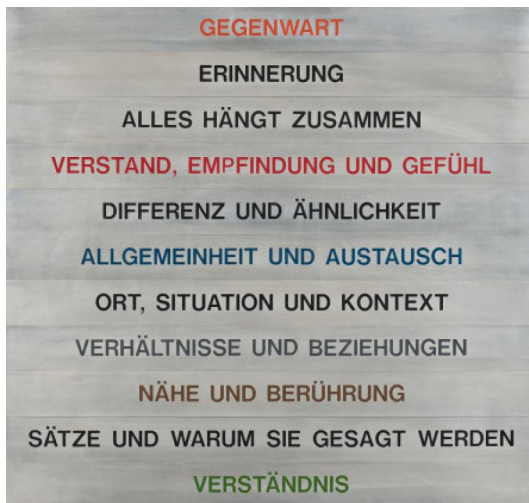 GEGENWART
ERINNERUNG
ALLES HÄNGT ZUSAMMEN
VERSTAND, EMPFINDUNG UND GEFÜHL
DIFFERENZ UND ÄHNLICHKEIT
ALLGEMEINHEIT UND AUSTAUSCH
ORT, SITUATION UND KONTEXT
VERHÄLTNISSE UND BEZIEHUNGEN
NÄHE UND BERÜHRUNG
SÄTZE UND WARUM SIE GESAGT WERDEN
VERSTÄNDNIS